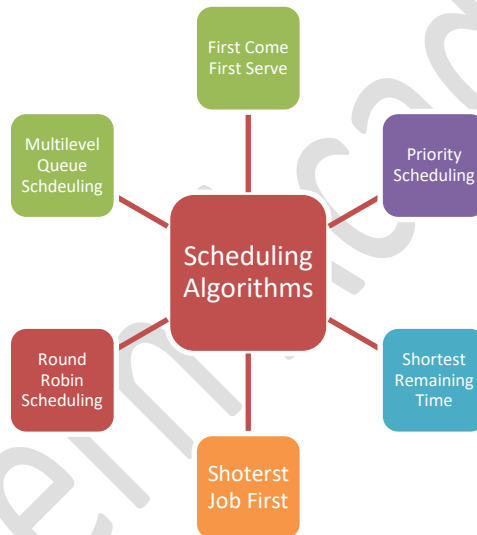 First Come
First Serve
Multilevel
Queue
Schdeuling
Priority
Scheduling
Scheduling
Algorithms
Round
Robin
Scheduling
Shortest
Remaining
Time
Shoterst
Job First